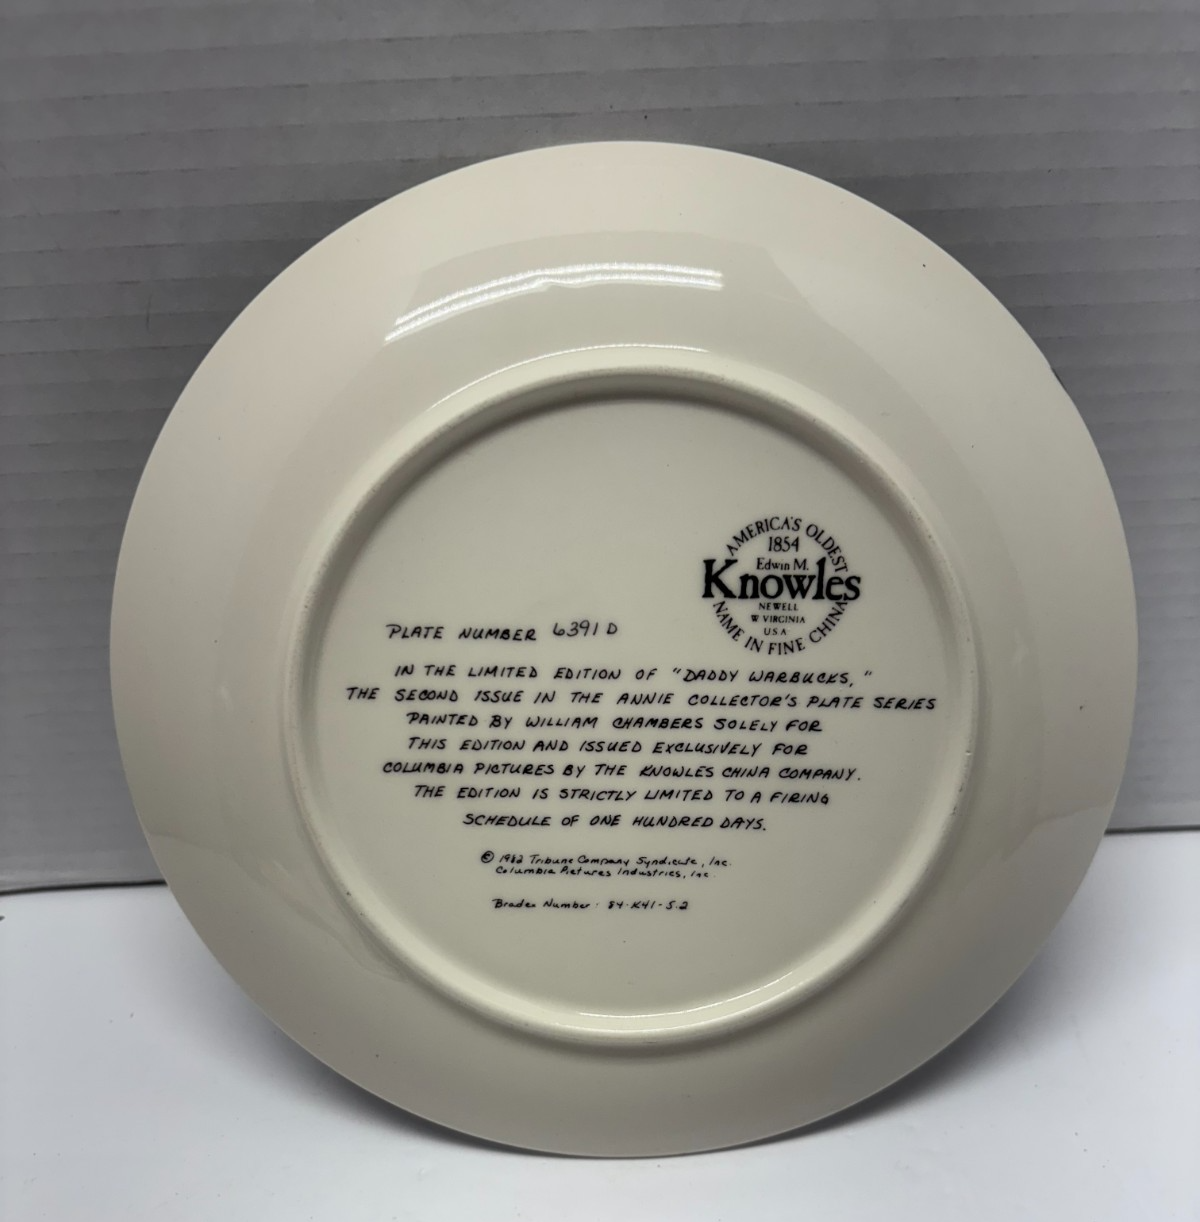 AMERICA'S OLDEST
1854
Edwin M.
Knowles
NEWELL
W VIRGINIA
USA
NAME IN FINE CHINA
PLATE NUMBER 6391 D
IN THE LIMITED EDITION OF "DADDY WARBUCKS,"
THE SECOND ISSUE IN THE ANNIE COLLECTOR'S PLATE SERIES
PAINTED BY WILLIAM CHAMBERS SOLELY FOR
THIS EDITION AND ISSUED EXCLUSIVELY FOR
COLUMBIA PICTURES BY THE KNOWLES CHINA COMPANY.
THE EDITION IS STRICTLY LIMITED TO A FIRING
SCHEDULE OF ONE HUNDRED DAYS.
© 1982 Tribune Company Syndicate, Inc.
Columbia Pictures Industries, Inc.
Bradex Number: 84-K41-5.2